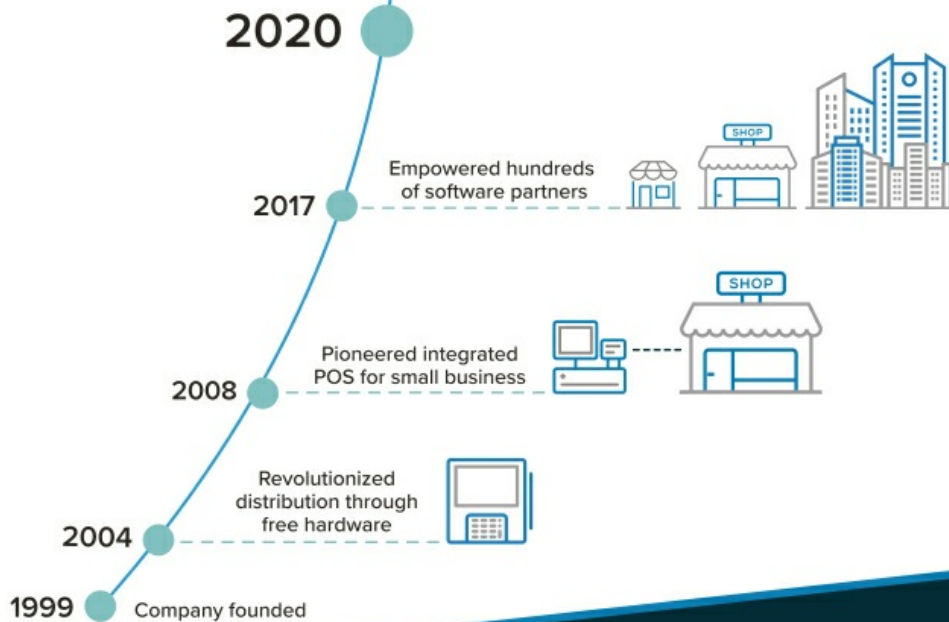 2020
SHOP
Empowered hundreds
of software partners
2017
SHOP
Pioneered integrated
POS for small business
2008
Revolutionized
distribution through
free hardware
2004
1999
Company founded